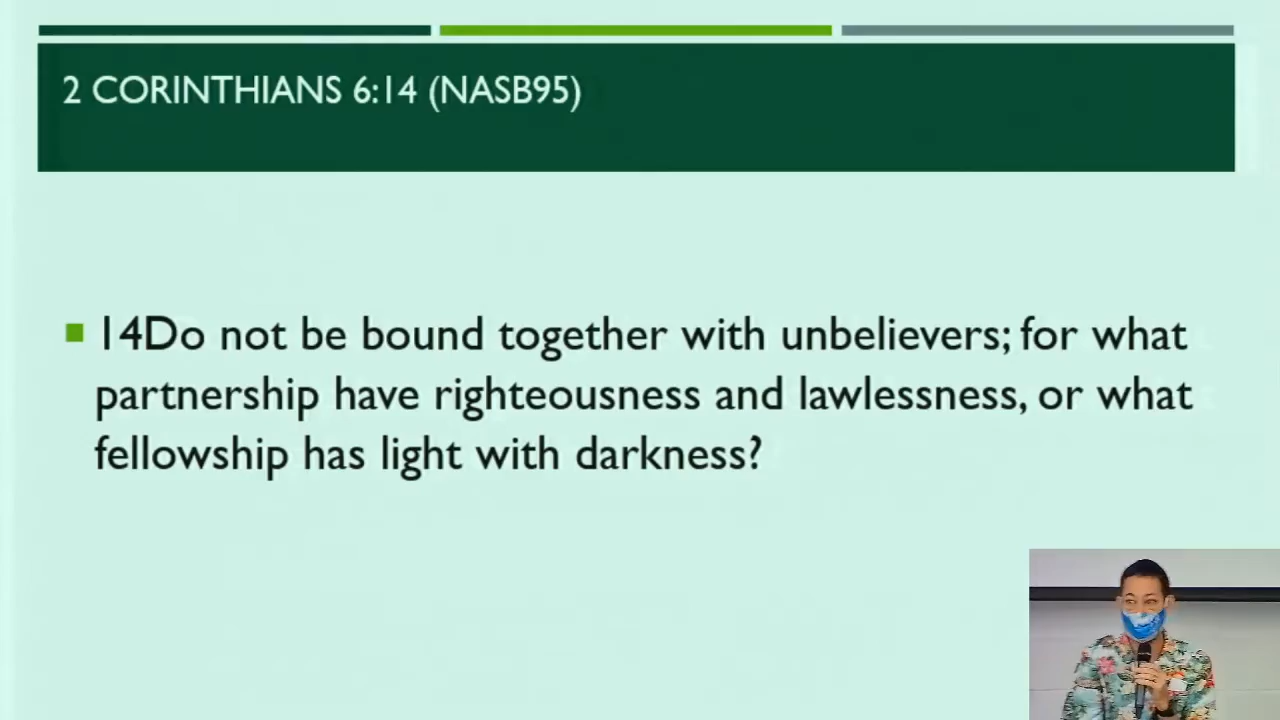 2 CORINTHIANS 6:14 (NASB95)
14Do not be bound together with unbelievers; for what
partnership have righteousness and lawlessness, or what
fellowship has light with darkness?